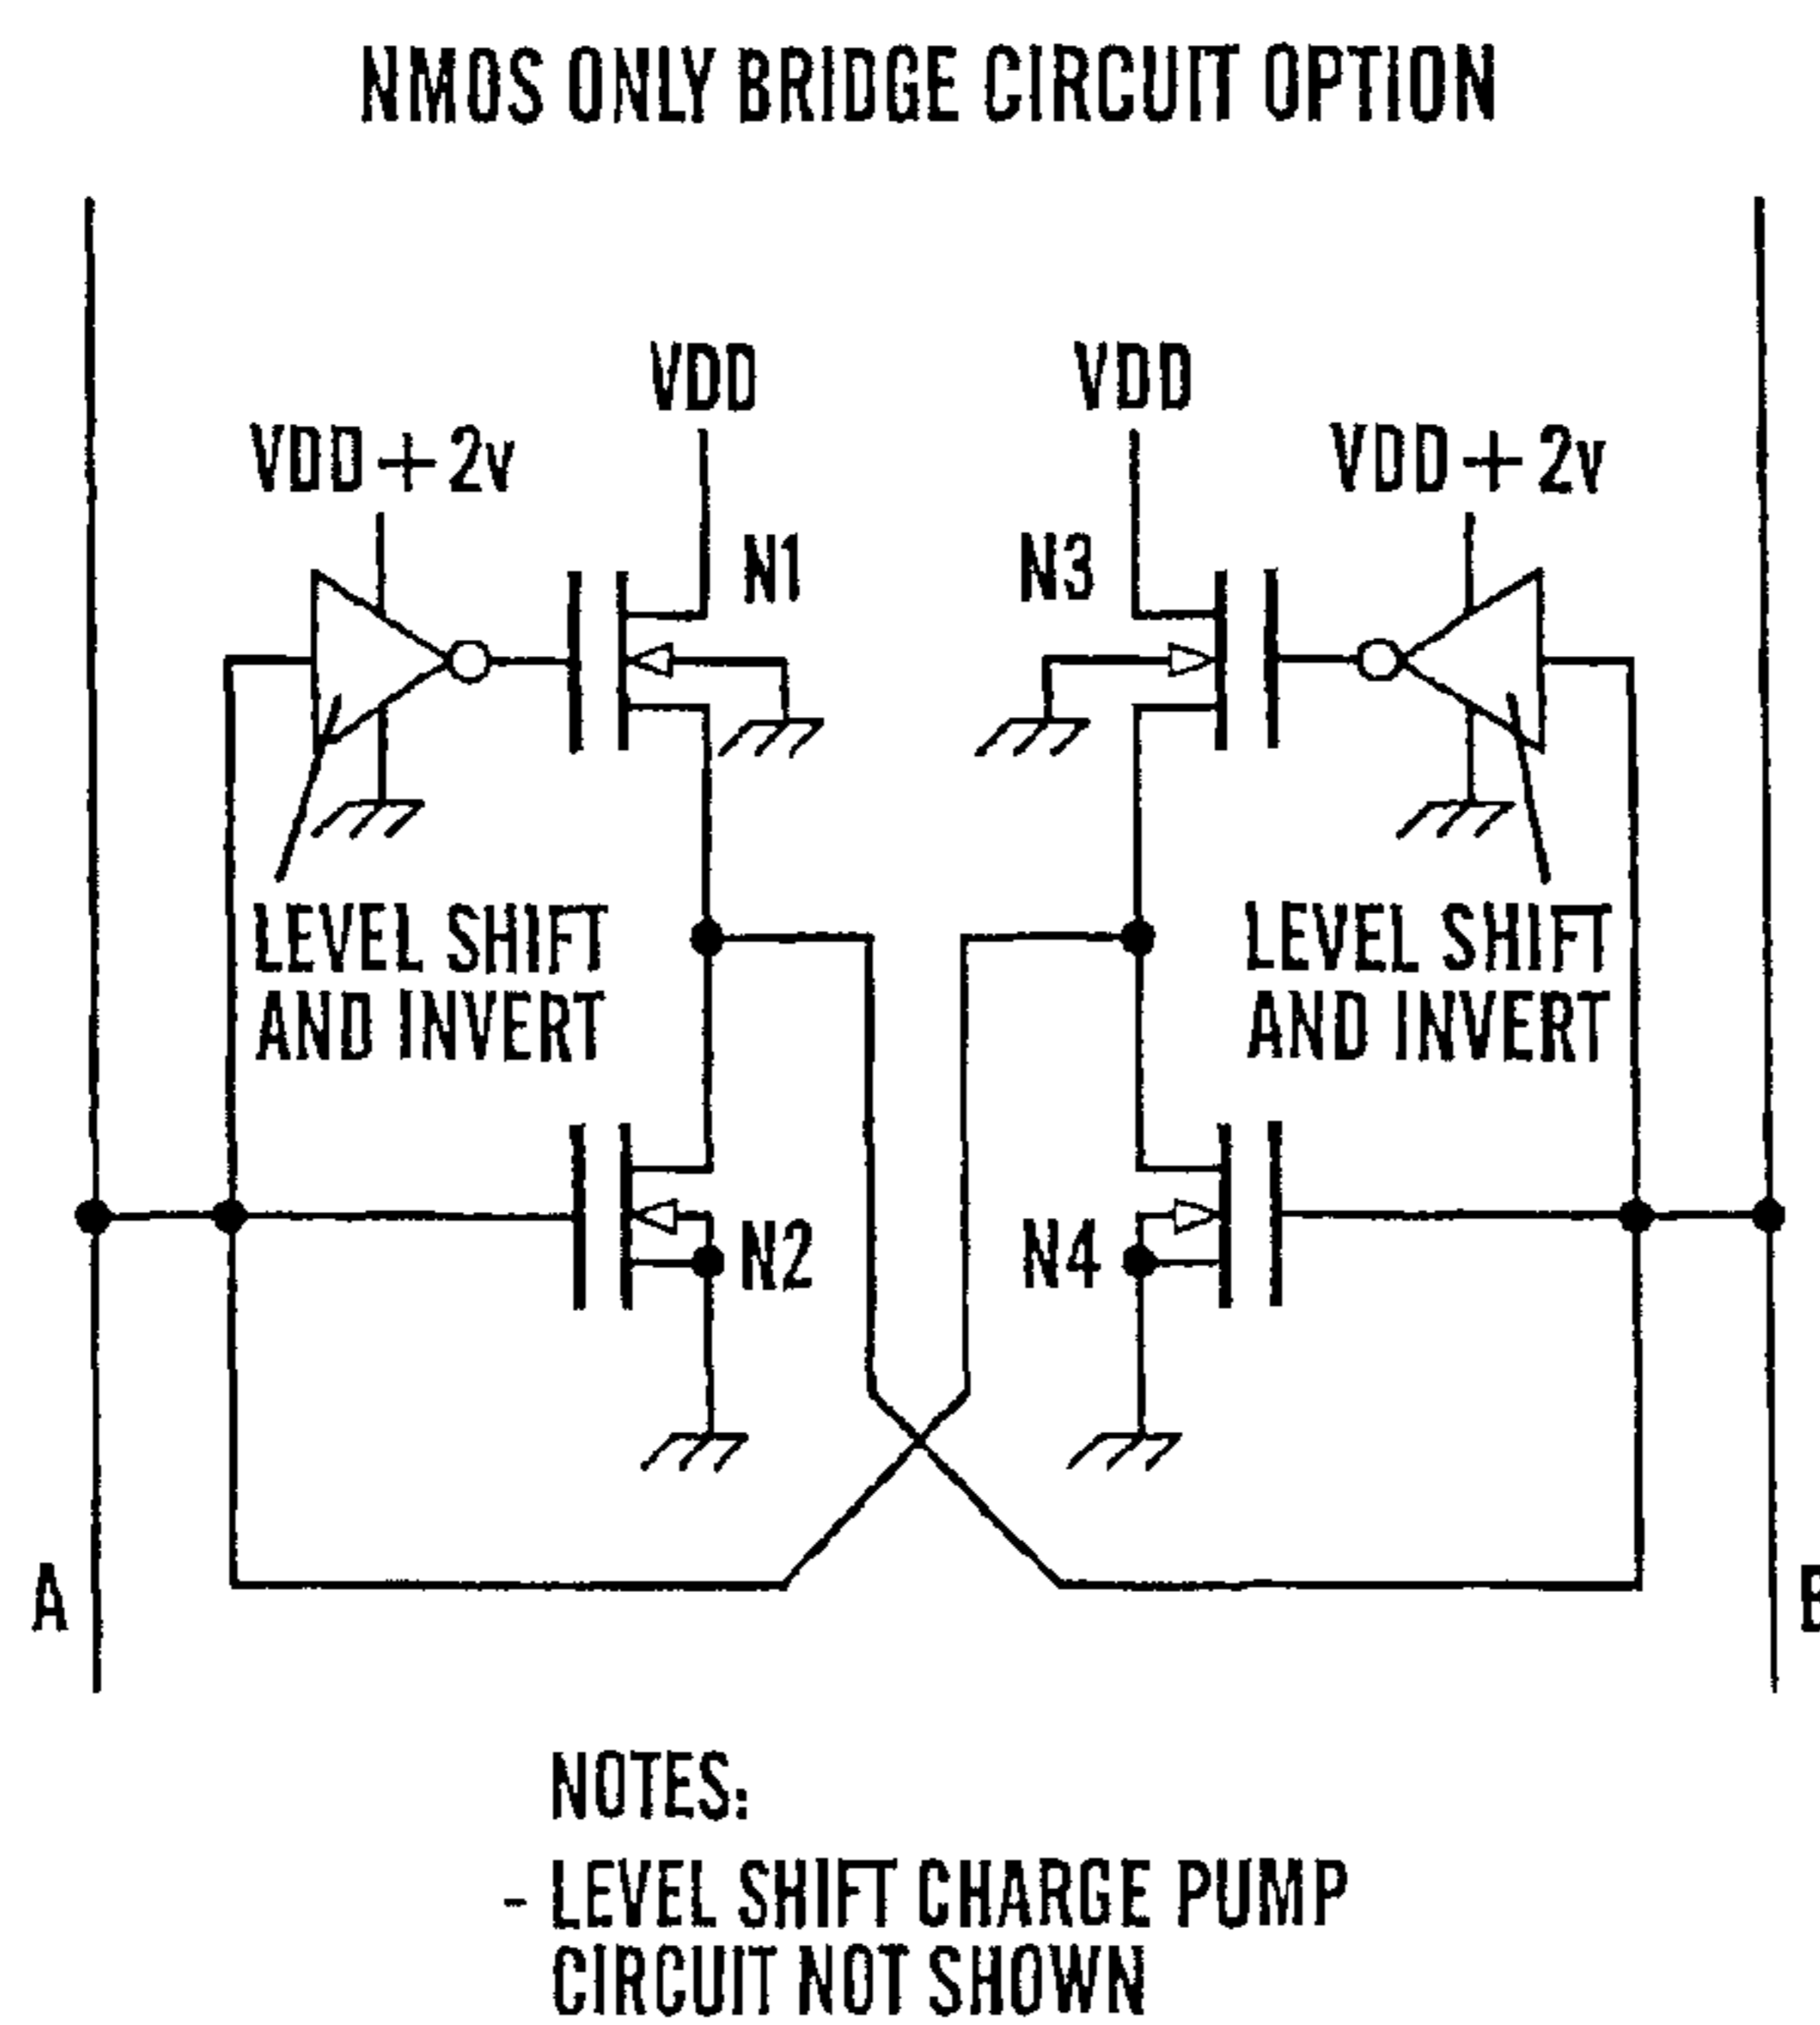 NMOS ONLY BRIDGE CIRCUIT OPTION
VDD
VDD
VDD+2v
VDD+2v
N1
N3
LEVEL SHIFT
AND INVERT
LEVEL SHIFT
AND INVERT
N2
N4
A
NOTES:
- LEVEL SHIFT CHARGE PUMP
CIRCUIT NOT SHOWN